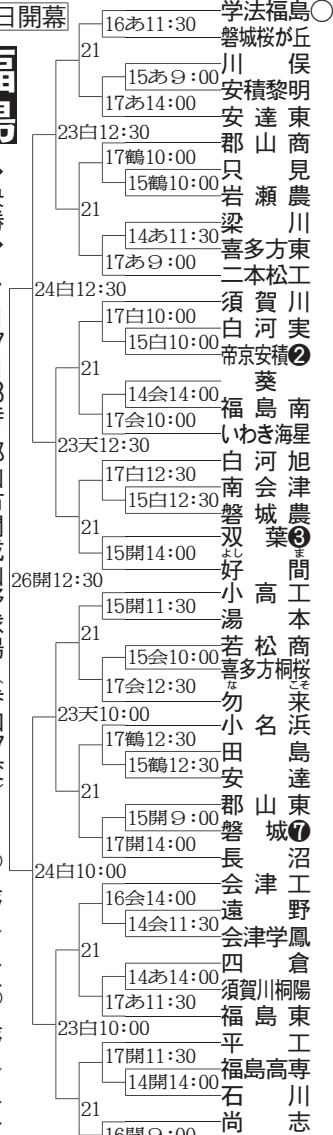 日開幕
学法福島○
16あ11:30
磐城桜が丘
21
川俣
15あ9:00
安積黎明
17あ14:00
安達東
23白12:30
郡山商
17鶴10:00
只見
15鶴10:00
岩瀬農
21
梁川
14あ11:30
喜多方東
17あ9:00
二本松工
24白12:30
須賀川
17白10:00
白河実
15白10:00
帝京安積❷
21
葵
14会14:00
福島南
17会10:00
いわき海星
23天12:30
白河旭
17白12:30
南会津
15白12:30
磐城農
21
双葉❸
15開14:00
よしま
好間
26開12:30
小高工
15開11:30
湯本
21
若松商
15会10:00
喜多方桐桜
17会12:30
なこそ
勿来
23天10:00
小名浜
17鶴12:30
田島
15鶴12:30
安達
21
郡山東
15開9:00
磐城❼
17開14:00
長沼
24白10:00
会津工
16会14:00
遠野
14会11:30
会津学鳳
21
四倉
14あ14:00
須賀川桐陽
17あ11:30
福島東
23白10:00
平工
17開11:30
福島高専
14開14:00
石川
21
尚志
16開9:00